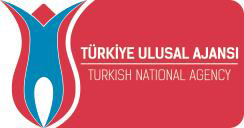 TÜRKİYE ULUSAL AJANSI
TURKISH NATIONAL AGENCY